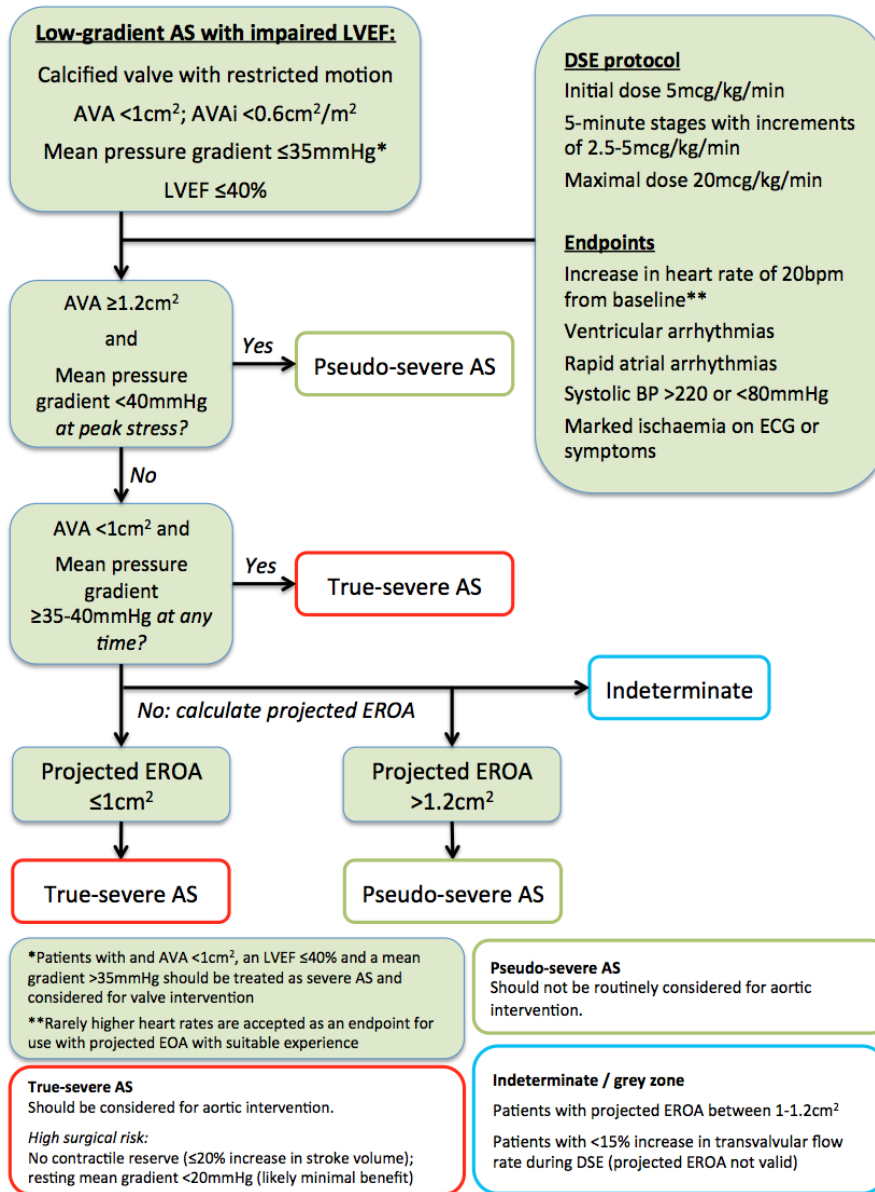 Low-gradient AS with impaired LVEF:
Calcified valve with restricted motion
AVA <1cm²; AVAi <0.6cm²/m²
Mean pressure gradient ≤35mmHg*
LVEF ≤40%
DSE protocol
Initial dose 5mcg/kg/min
5-minute stages with increments
of 2.5-5mcg/kg/min
Maximal dose 20mcg/kg/min
Endpoints
Increase in heart rate of 20bpm
from baseline**
Ventricular arrhythmias
Rapid atrial arrhythmias
Systolic BP >220 or <80mmHg
Marked ischaemia on ECG or
symptoms
AVA ≥1.2cm²
and
Mean pressure
gradient <40mmHg
at peak stress?
Yes
Pseudo-severe AS
No
AVA <1cm² and
Mean pressure
gradient
≥35-40mmHg at any
time?
Yes
True-severe AS
Indeterminate
No: calculate projected EROA
Projected EROA
≤1cm²
Projected EROA
>1.2cm²
True-severe AS
Pseudo-severe AS
*Patients with and AVA <1cm², an LVEF ≤40% and a mean
gradient >35mmHg should be treated as severe AS and
considered for valve intervention
**Rarely higher heart rates are accepted as an endpoint for
use with projected EOA with suitable experience
Pseudo-severe AS
Should not be routinely considered for aortic
intervention.
True-severe AS
Should be considered for aortic intervention.
High surgical risk:
No contractile reserve (≤20% increase in stroke volume);
resting mean gradient <20mmHg (likely minimal benefit)
Indeterminate / grey zone
Patients with projected EROA between 1-1.2cm²
Patients with <15% increase in transvalvular flow
rate during DSE (projected EROA not valid)